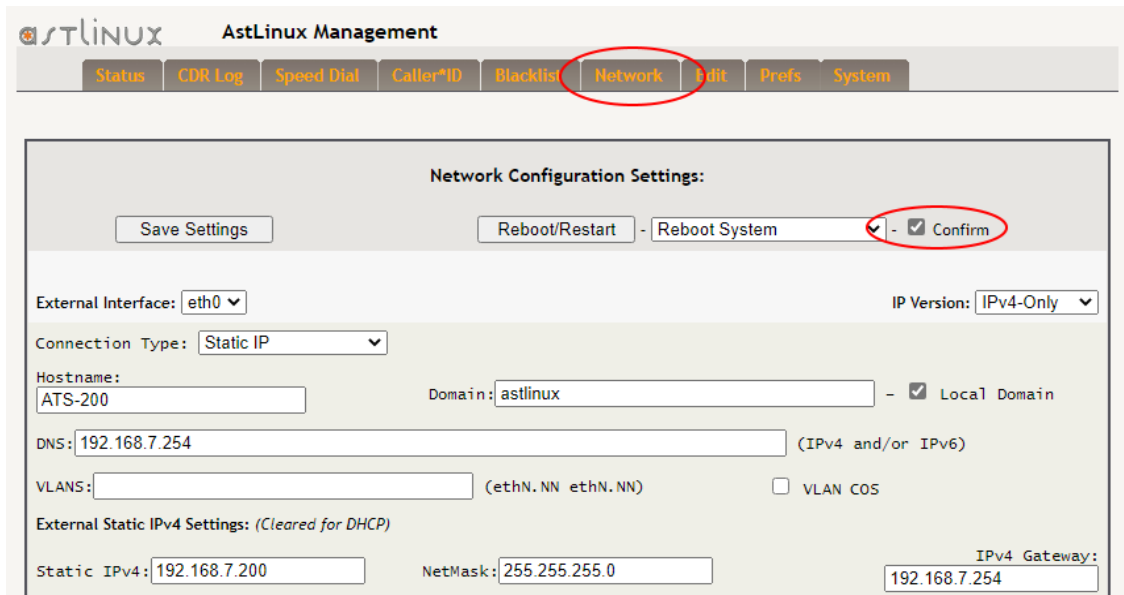 astlinux AstLinux Management
Status CDR Log Speed Dial Caller*ID Blacklist Network Edit Prefs System
Network Configuration Settings:
Save Settings Reboot/Restart - Reboot System - Confirm
External Interface: eth0 IP Version: IPv4-Only
Connection Type: Static IP
Hostname:
ATS-200 Domain: astlinux - Local Domain
DNS: 192.168.7.254 (IPv4 and/or IPv6)
VLANS: (ethN.NN ethN.NN) VLAN COS
External Static IPv4 Settings: (Cleared for DHCP)
IPv4 Gateway:
Static IPv4: 192.168.7.200 NetMask: 255.255.255.0 192.168.7.254